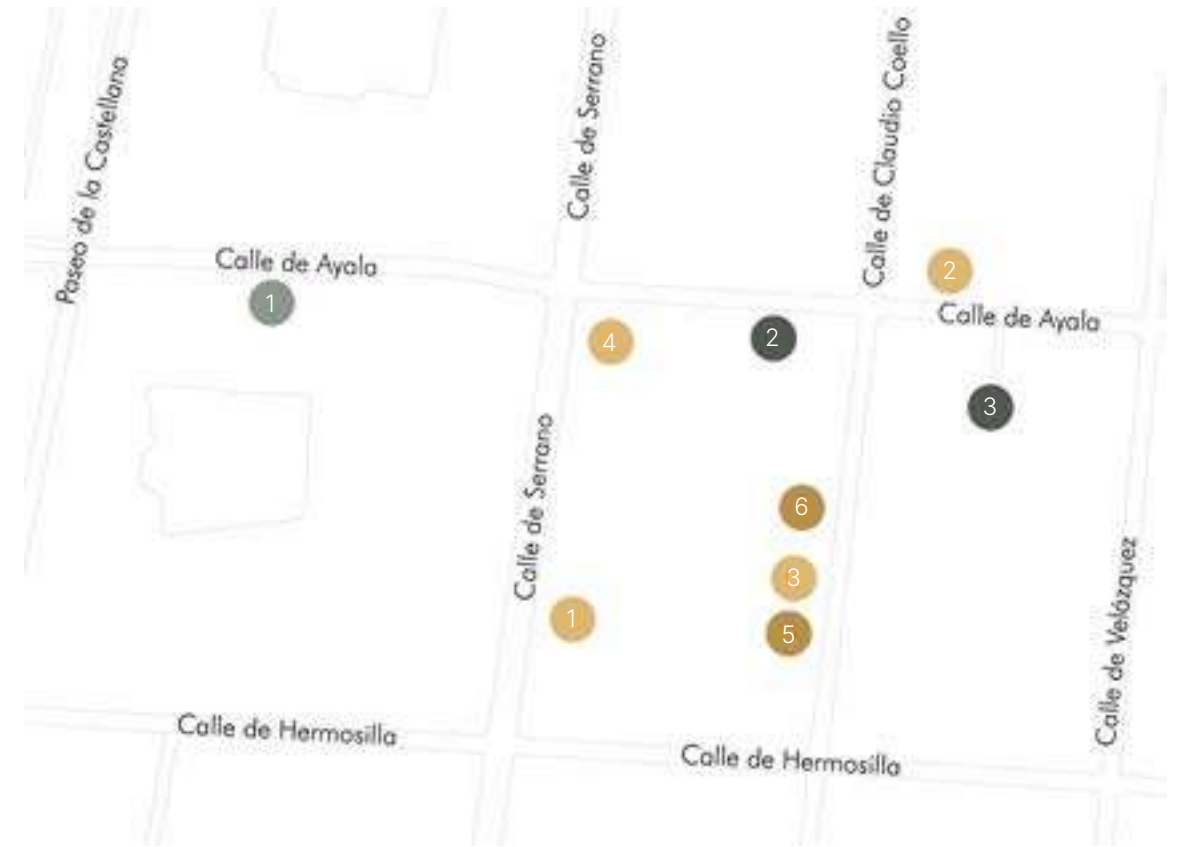 Paseo de la Castellana
Calle de Serrano
Calle de Claudio Coello
Calle de Ayala
2
1
Calle de Ayala
4
2
3
Calle de Serrano
6
3
1
5
Calle de Velázquez
Calle de Hermosilla
Calle de Hermosilla